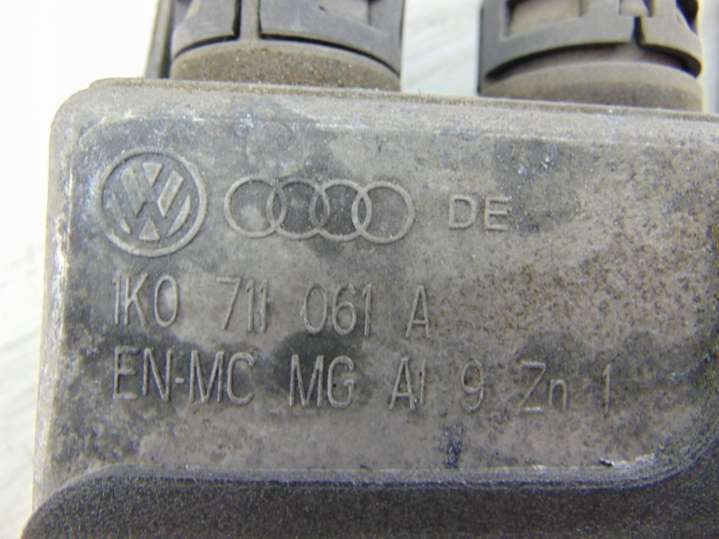 DE
1K0 711 061 A
EN-MC MG Al 9 Zn 1